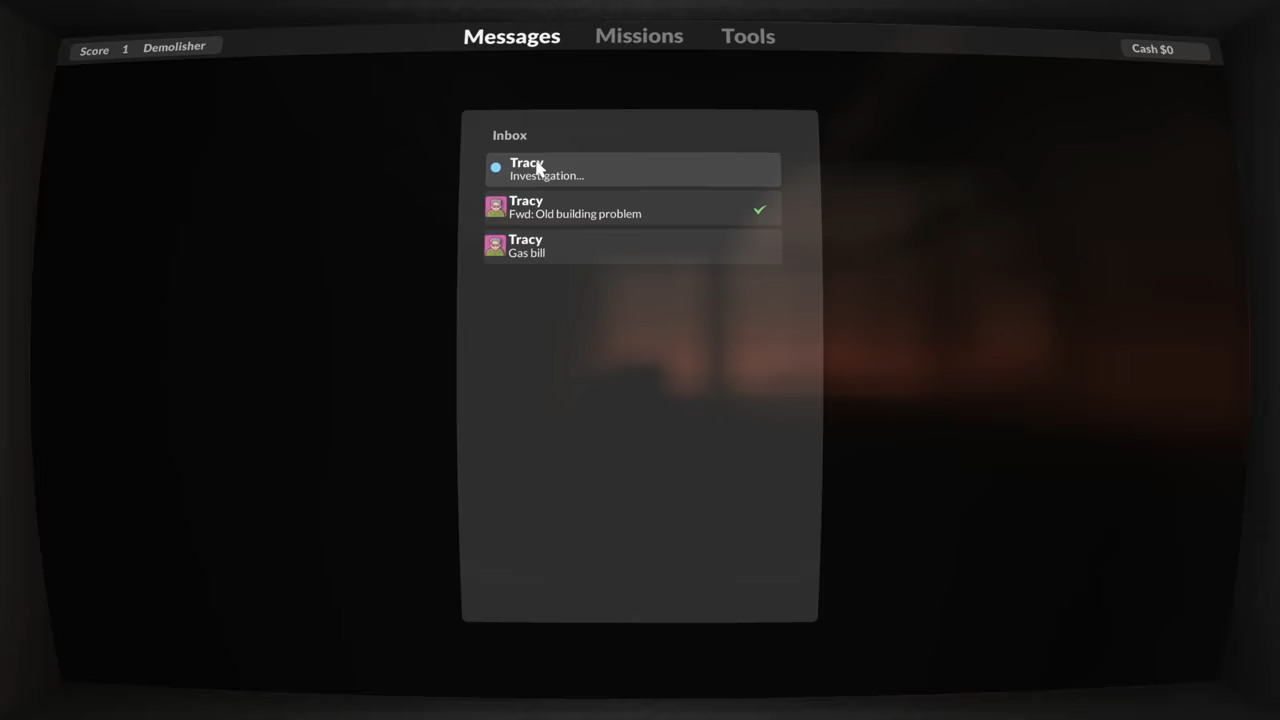 Score 1 Demolisher
Messages Missions Tools
Cash $0
Inbox
Tracy
Investigation...
Tracy
Fwd: Old building problem
Tracy
Gas bill